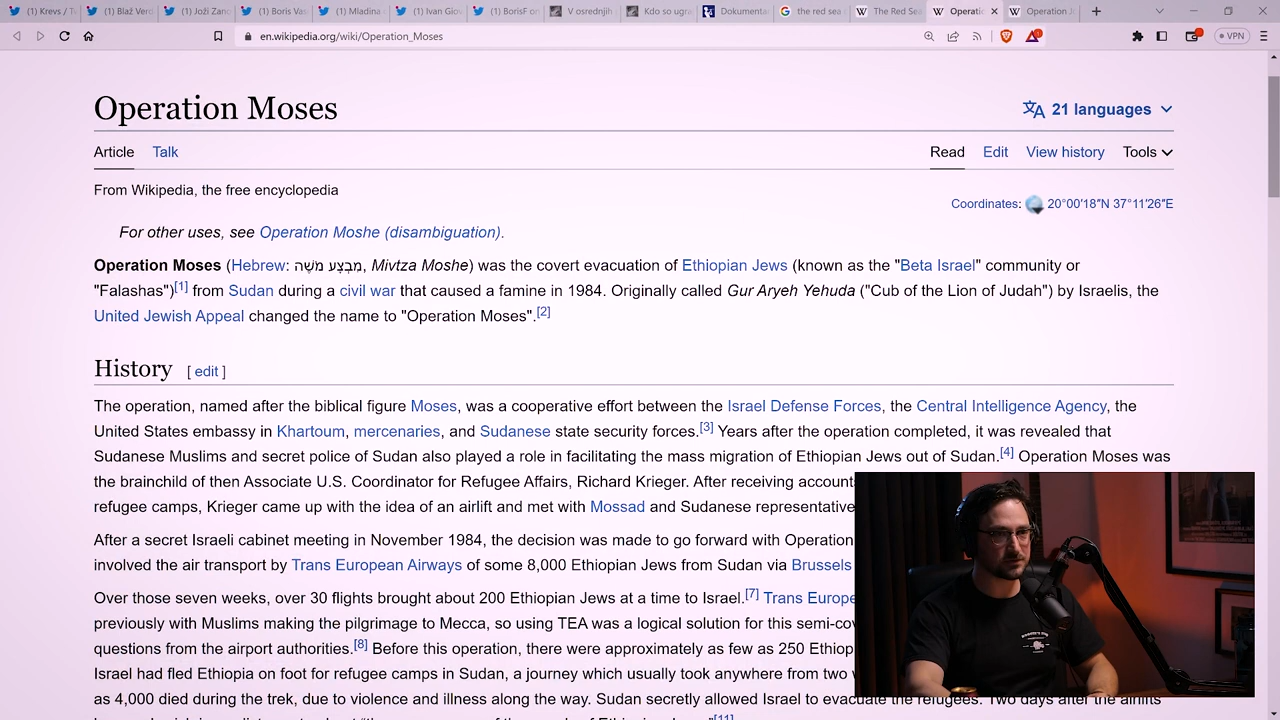 (1) Krevs / T
(1) Blaž Verd
(1) Joži Zano
(1) Boris Vas
(1) Mladina
(1) Ivan Gio
(1) BorisF on
V osrednjih
Kdo so ugra
Dokumenta
the red sea
The Red Sea
Operatio
Operation J
en.wikipedia.org/wiki/Operation_Moses
VPN
Operation Moses
21 languages
Article Talk
Read Edit View history Tools
From Wikipedia, the free encyclopedia
Coordinates: 20°00′18″N 37°11′26″E
For other uses, see Operation Moshe (disambiguation).
Operation Moses (Hebrew: מִבְצָע מֹשֶׁה, Mivtza Moshe) was the covert evacuation of Ethiopian Jews (known as the "Beta Israel" community or
"Falashas")[1] from Sudan during a civil war that caused a famine in 1984. Originally called Gur Aryeh Yehuda ("Cub of the Lion of Judah") by Israelis, the
United Jewish Appeal changed the name to "Operation Moses".[2]
History [ edit ]
The operation, named after the biblical figure Moses, was a cooperative effort between the Israel Defense Forces, the Central Intelligence Agency, the
United States embassy in Khartoum, mercenaries, and Sudanese state security forces.[3] Years after the operation completed, it was revealed that
Sudanese Muslims and secret police of Sudan also played a role in facilitating the mass migration of Ethiopian Jews out of Sudan.[4] Operation Moses was
the brainchild of then Associate U.S. Coordinator for Refugee Affairs, Richard Krieger. After receiving account
refugee camps, Krieger came up with the idea of an airlift and met with Mossad and Sudanese representative
After a secret Israeli cabinet meeting in November 1984, the decision was made to go forward with Operation
involved the air transport by Trans European Airways of some 8,000 Ethiopian Jews from Sudan via Brussels
Over those seven weeks, over 30 flights brought about 200 Ethiopian Jews at a time to Israel.[7] Trans Europe
previously with Muslims making the pilgrimage to Mecca, so using TEA was a logical solution for this semi-cov
questions from the airport authorities.[8] Before this operation, there were approximately as few as 250 Ethiop
Israel had fled Ethiopia on foot for refugee camps in Sudan, a journey which usually took anywhere from two
as 4,000 died during the trek, due to violence and illness along the way. Sudan secretly allowed Israel to evacuate the refugees. Two days after the airlifts